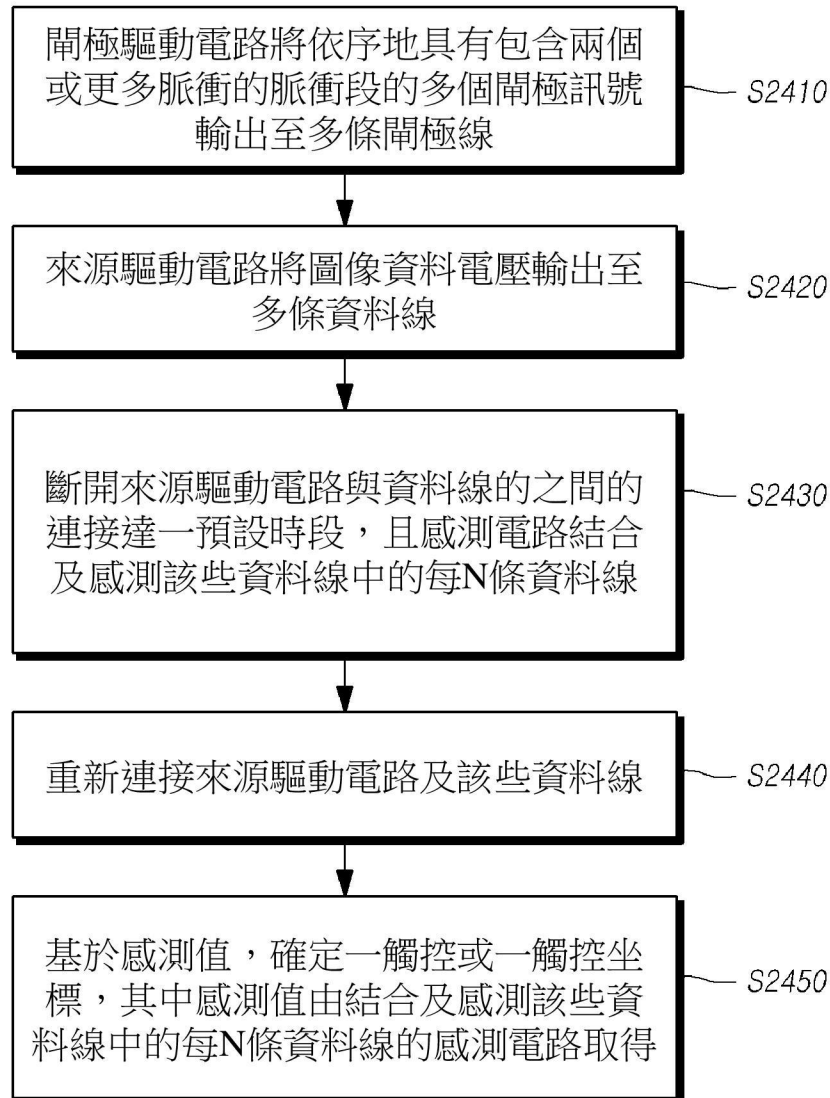 閘極驅動電路將依序地具有包含兩個
或更多脈衝的脈衝段的多個閘極訊號
輸出至多條閘極線
S2410
來源驅動電路將圖像資料電壓輸出至
多條資料線
S2420
斷開來源驅動電路與資料線的之間的
連接達一預設時段，且感測電路結合
及感測該些資料線中的每N條資料線
S2430
重新連接來源驅動電路及該些資料線
S2440
基於感測值，確定一觸控或一觸控坐
標，其中感測值由結合及感測該些資
料線中的每N條資料線的感測電路取得
S2450